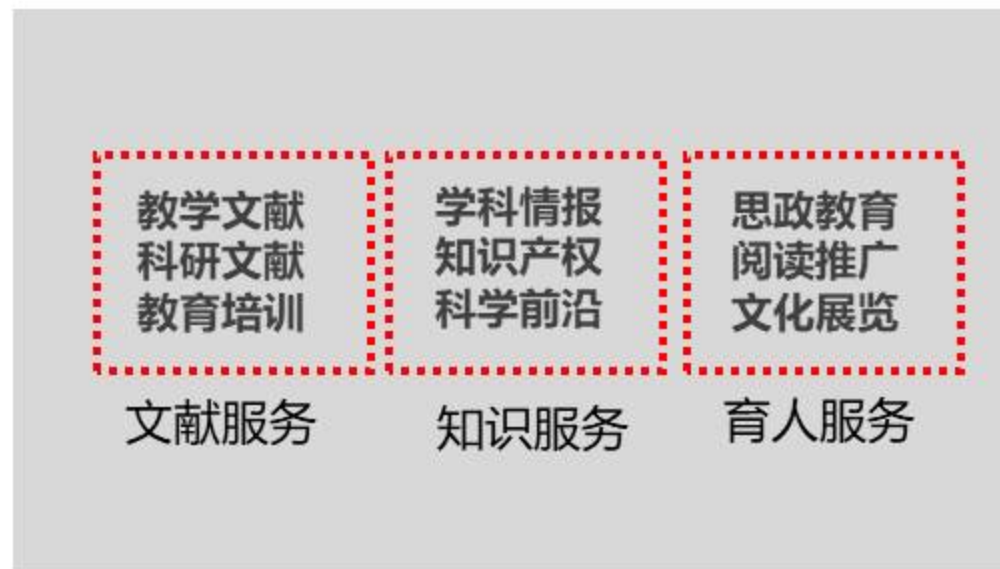 教学文献
科研文献
教育培训
文献服务
学科情报
知识产权
科学前沿
知识服务
思政教育
阅读推广
文化展览
育人服务